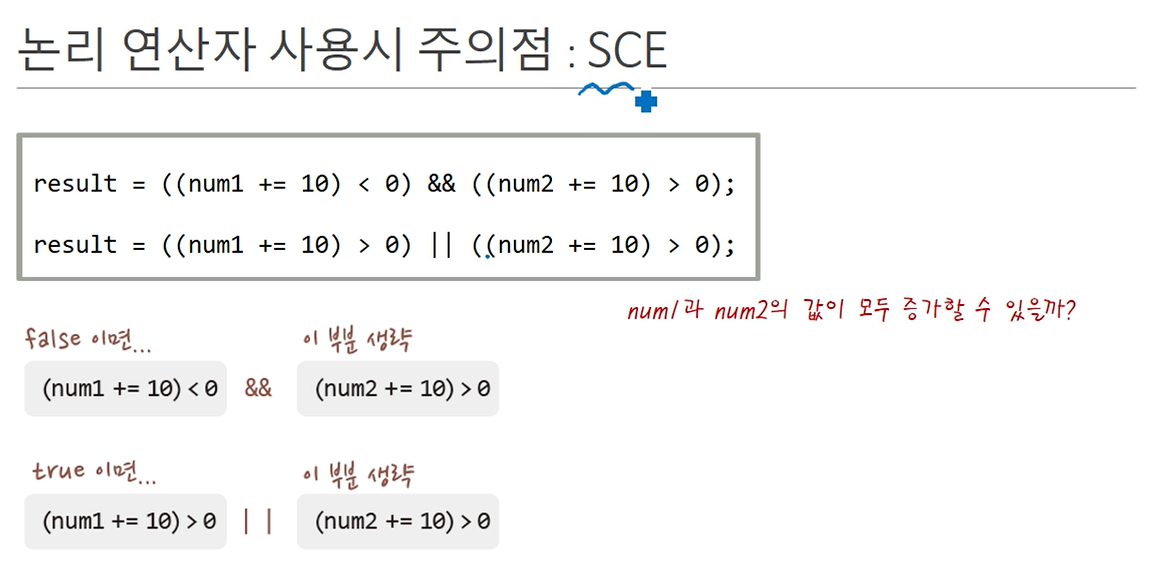 논리 연산자 사용시 주의점 : SCE
result = ((num1 += 10) < 0) && ((num2 += 10) > 0);
result = ((num1 += 10) > 0) || ((num2 += 10) > 0);
num1과 num2의 값이 모두 증가할 수 있을까?
false 이면... 이 부분 생략
(num1 += 10) < 0 && (num2 += 10) > 0
true 이면... 이 부분 생략
(num1 += 10) > 0 || (num2 += 10) > 0